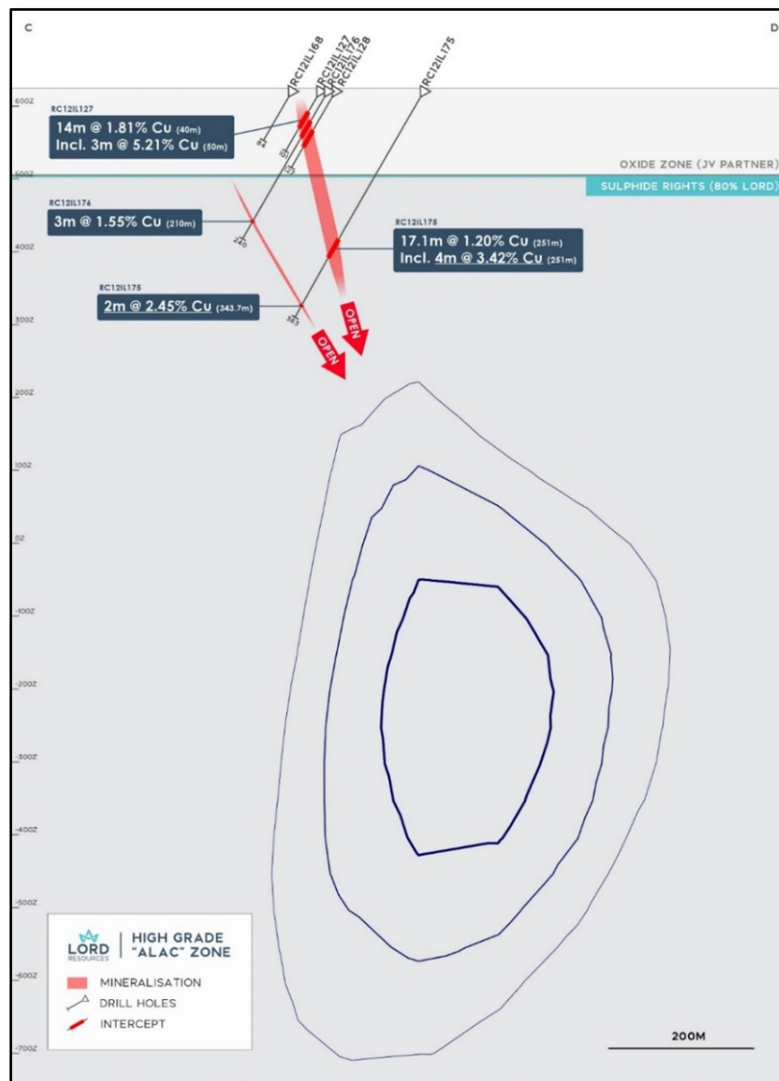 C
D
RC12IL168
RC12IL127
RC12IL176
RC12IL128
RC12IL175
600Z
RC12IL127
14m @ 1.81% Cu (40m)
Incl. 3m @ 5.21% Cu (50m)
OXIDE ZONE (JV PARTNER)
500Z
SULPHIDE RIGHTS (80% LORD)
RC12IL176
3m @ 1.55% Cu (210m)
240
400Z
RC12IL175
17.1m @ 1.20% Cu (251m)
Incl. 4m @ 3.42% Cu (251m)
RC12IL175
2m @ 2.45% Cu (343.7m)
363
300Z
OPEN
OPEN
200Z
100Z
0Z
-100Z
-200Z
-300Z
-400Z
-500Z
-600Z
-700Z
LORD
RESOURCES
HIGH GRADE
"ALAC" ZONE
MINERALISATION
DRILL HOLES
INTERCEPT
200M